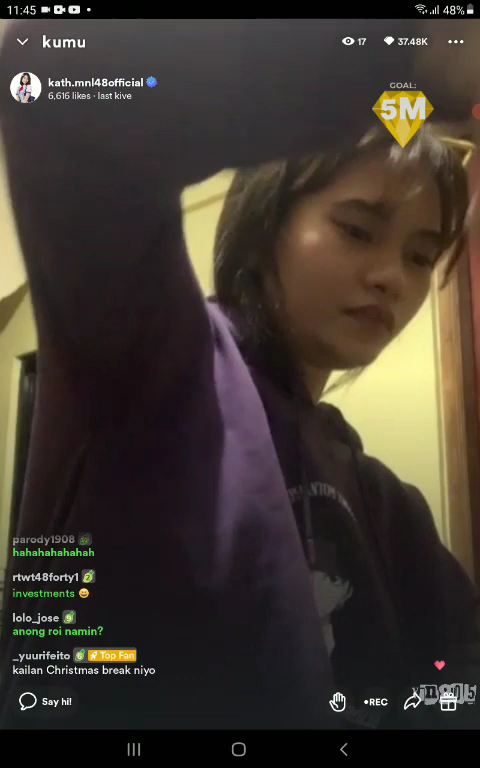 11:45
48%
kumu
17
37.48K
kath.mnl48official
6,616 likes • last kive
GOAL:
5M
parody1908
hahahahahahah
rtwt48forty1
investments 😄
lolo_jose
anong roi namin?
_yuurifeito Top Fan
kailan Christmas break niyo
Say hi!
•REC